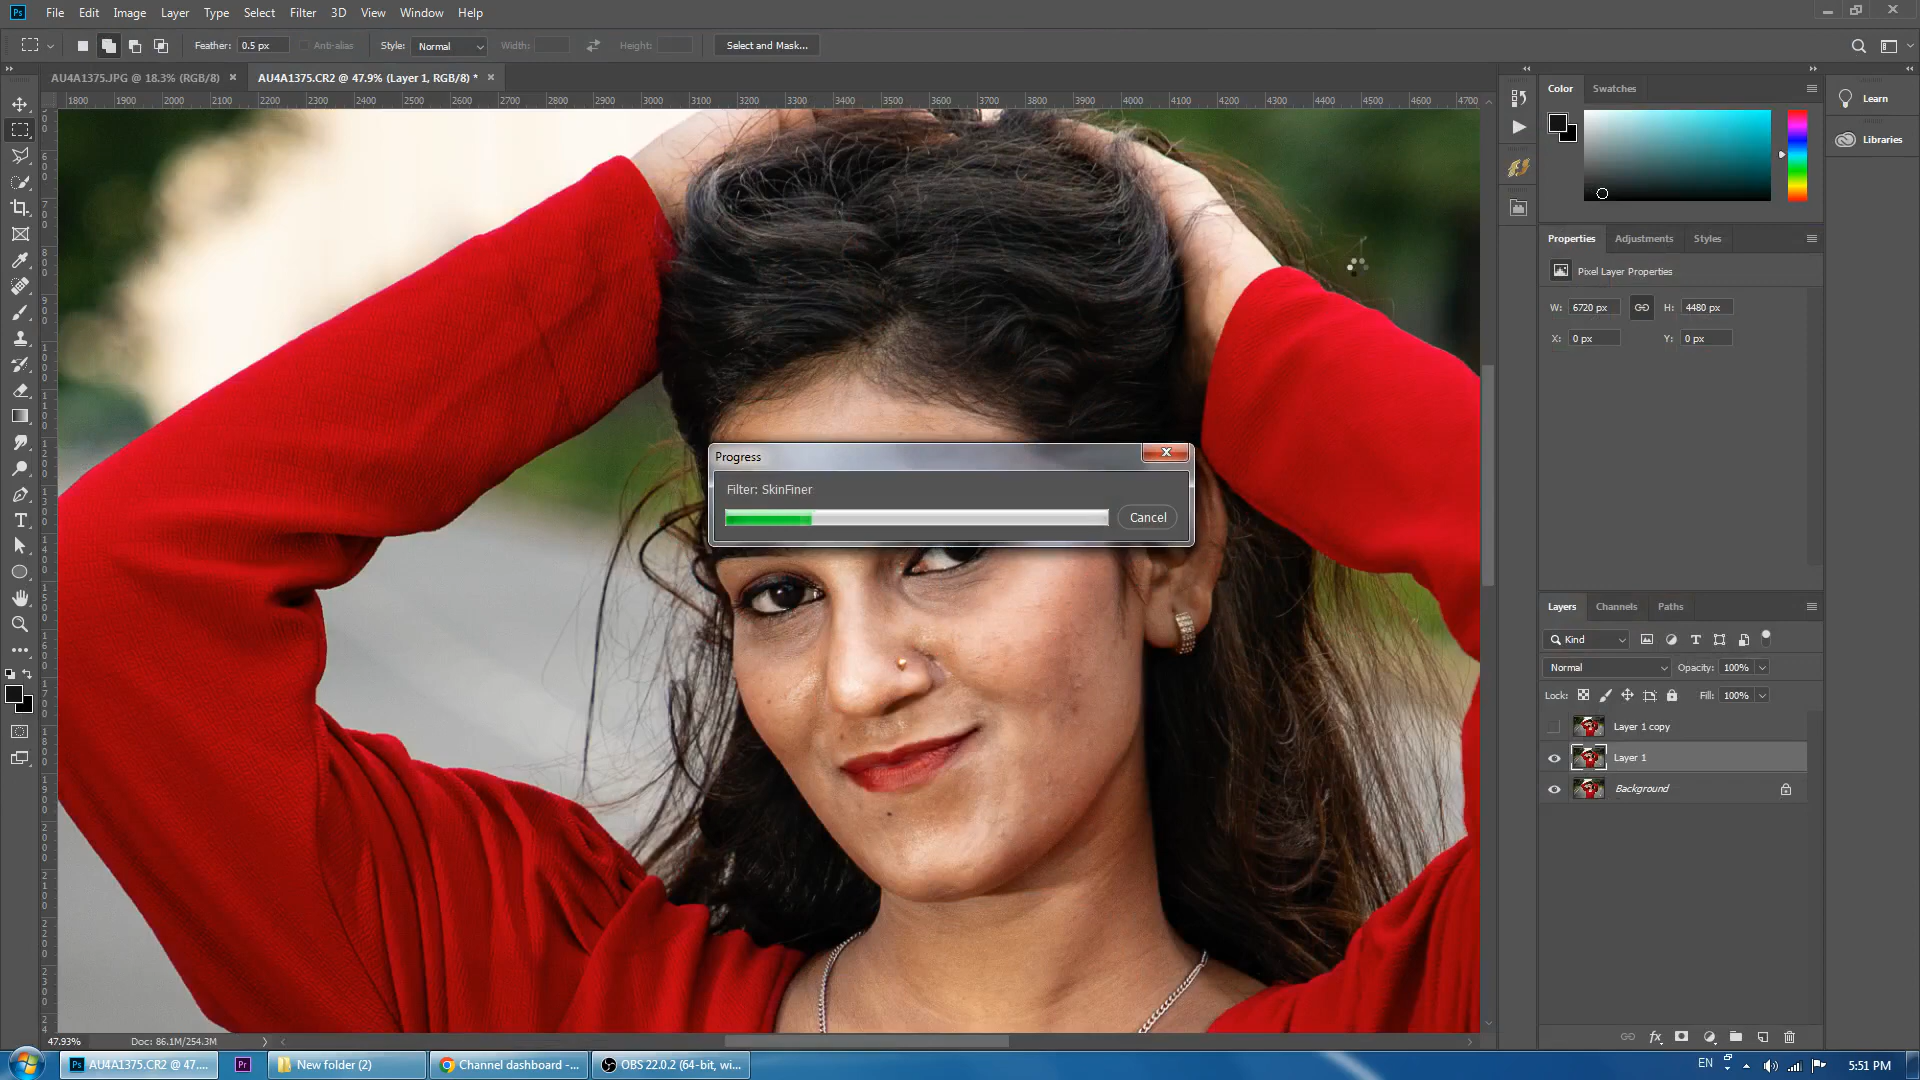 Ps File Edit Image Layer Type Select Filter 3D View Window Help
Feather: 0.5 px Anti-alias Style: Normal Width: Height: Select and Mask...
AU4A1375.JPG @ 18.3% (RGB/8) × AU4A1375.CR2 @ 47.9% (Layer 1, RGB/8) * ×
1800 1900 2000 2100 2200 2300 2400 2500 2600 2700 2800 2900 3000 3100 3200 3300 3400 3500 3600 3700 3800 3900 4000 4100 4200 4300 4400 4500 4600 4700
Color Swatches
Learn
Libraries
Properties Adjustments Styles
Pixel Layer Properties
W: 6720 px H: 4480 px
X: 0 px Y: 0 px
Progress
Filter: SkinFiner
Cancel
Layers Channels Paths
Kind
Normal Opacity: 100%
Lock: Fill: 100%
Layer 1 copy
Layer 1
Background
47.93% Doc: 86.1M/254.3M
Ps AU4A1375.CR2 @ 47.... Pr New folder (2) Channel dashboard -... OBS 22.0.2 (64-bit, wi... EN 5:51 PM